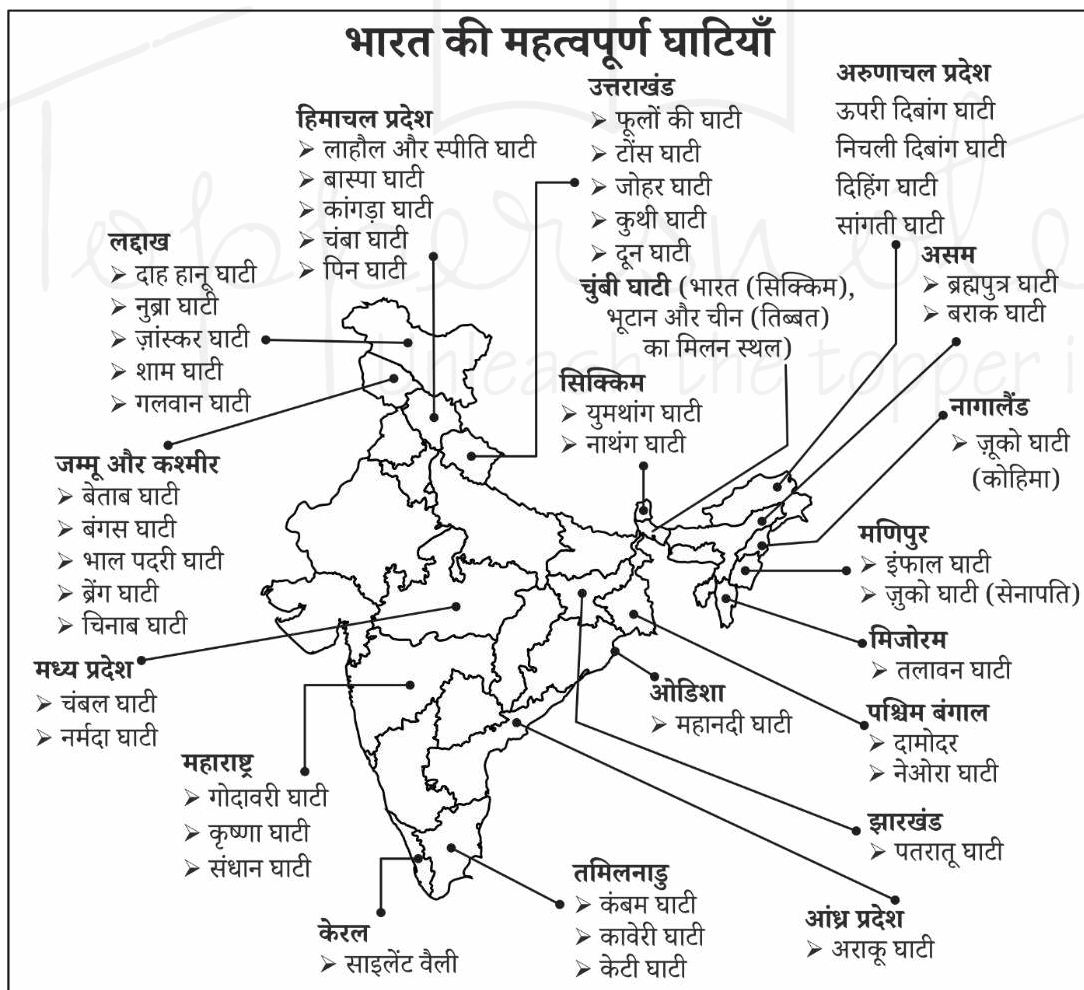 भारत की महत्वपूर्ण घाटियाँ
हिमाचल प्रदेश
➢ लाहौल और स्पीति घाटी
➢ बास्पा घाटी
➢ कांगड़ा घाटी
➢ चंबा घाटी
➢ पिन घाटी
उत्तराखंड
➢ फूलों की घाटी
➢ टोंस घाटी
➢ जोहर घाटी
➢ कुथी घाटी
➢ दून घाटी
अरुणाचल प्रदेश
ऊपरी दिबांग घाटी
निचली दिबांग घाटी
दिहिंग घाटी
सांगती घाटी
लद्दाख
➢ दाह हानू घाटी
➢ नुब्रा घाटी
➢ ज़ांस्कर घाटी
➢ शाम घाटी
➢ गलवान घाटी
चुंबी घाटी (भारत (सिक्किम),
भूटान और चीन (तिब्बत)
का मिलन स्थल)
असम
➢ ब्रह्मपुत्र घाटी
➢ बराक घाटी
सिक्किम
➢ युमथांग घाटी
➢ नाथंग घाटी
नागालैंड
➢ ज़ूको घाटी
(कोहिमा)
जम्मू और कश्मीर
➢ बेताब घाटी
➢ बंगस घाटी
➢ भाल पदरी घाटी
➢ ब्रेंग घाटी
➢ चिनाब घाटी
मणिपुर
➢ इंफाल घाटी
➢ ज़ुको घाटी (सेनापति)
मिजोरम
➢ तलावन घाटी
मध्य प्रदेश
➢ चंबल घाटी
➢ नर्मदा घाटी
ओडिशा
➢ महानदी घाटी
पश्चिम बंगाल
➢ दामोदर
➢ नेओरा घाटी
महाराष्ट्र
➢ गोदावरी घाटी
➢ कृष्णा घाटी
➢ संधान घाटी
झारखंड
➢ पतरातू घाटी
तमिलनाडु
➢ कंबम घाटी
➢ कावेरी घाटी
➢ केटी घाटी
आंध्र प्रदेश
➢ अराकू घाटी
केरल
➢ साइलेंट वैली
Unleash the topper i